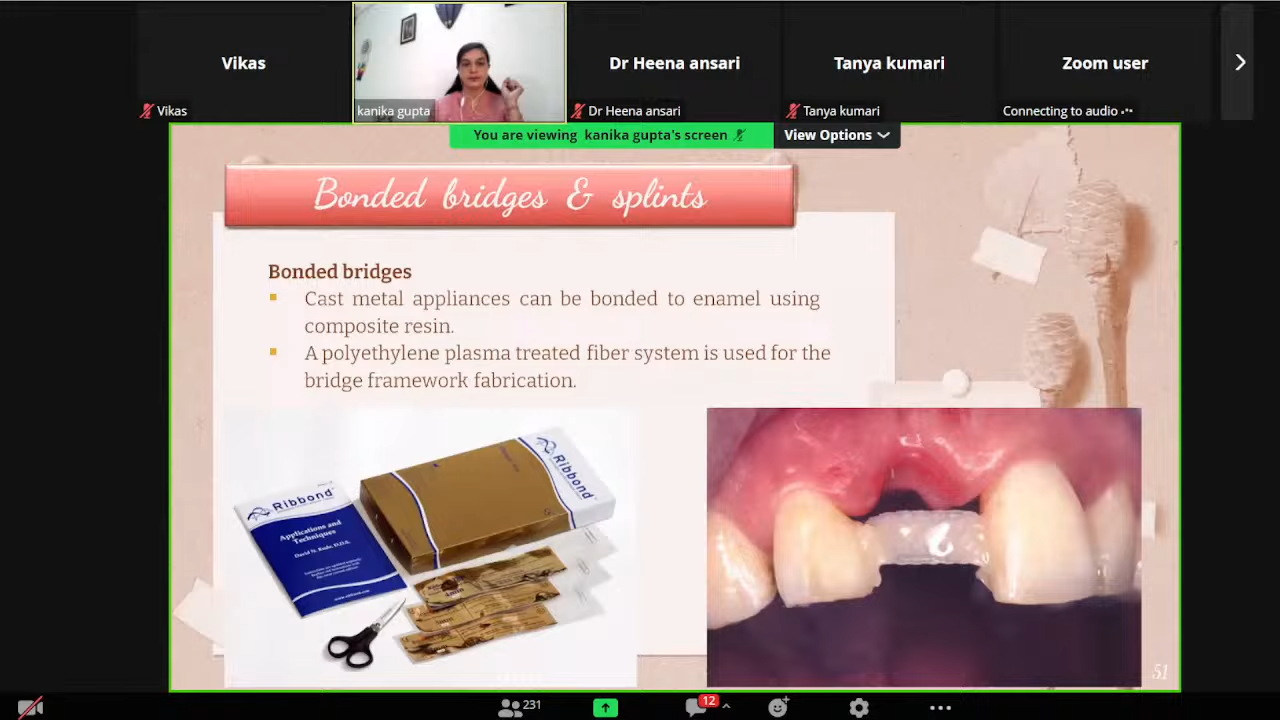 Vikas
Dr Heena ansari
Tanya kumari
Zoom user
Vikas
kanika gupta
Dr Heena ansari
Tanya kumari
Connecting to audio ···
You are viewing kanika gupta's screen
View Options
Bonded bridges & splints
Bonded bridges
Cast metal appliances can be bonded to enamel using
composite resin.
A polyethylene plasma treated fiber system is used for the
bridge framework fabrication.
Ribbond
Ribbond
Applications and
Techniques
51
231
12